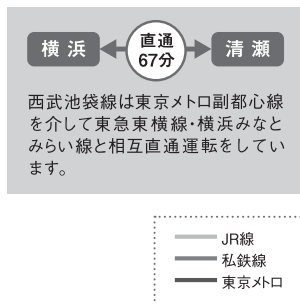 横浜
直通
67分
清瀬
西武池袋線は東京メトロ副都心線
を介して東急東横線・横浜みなと
みらい線と相互直通運転をしてい
ます。
JR線
私鉄線
東京メトロ